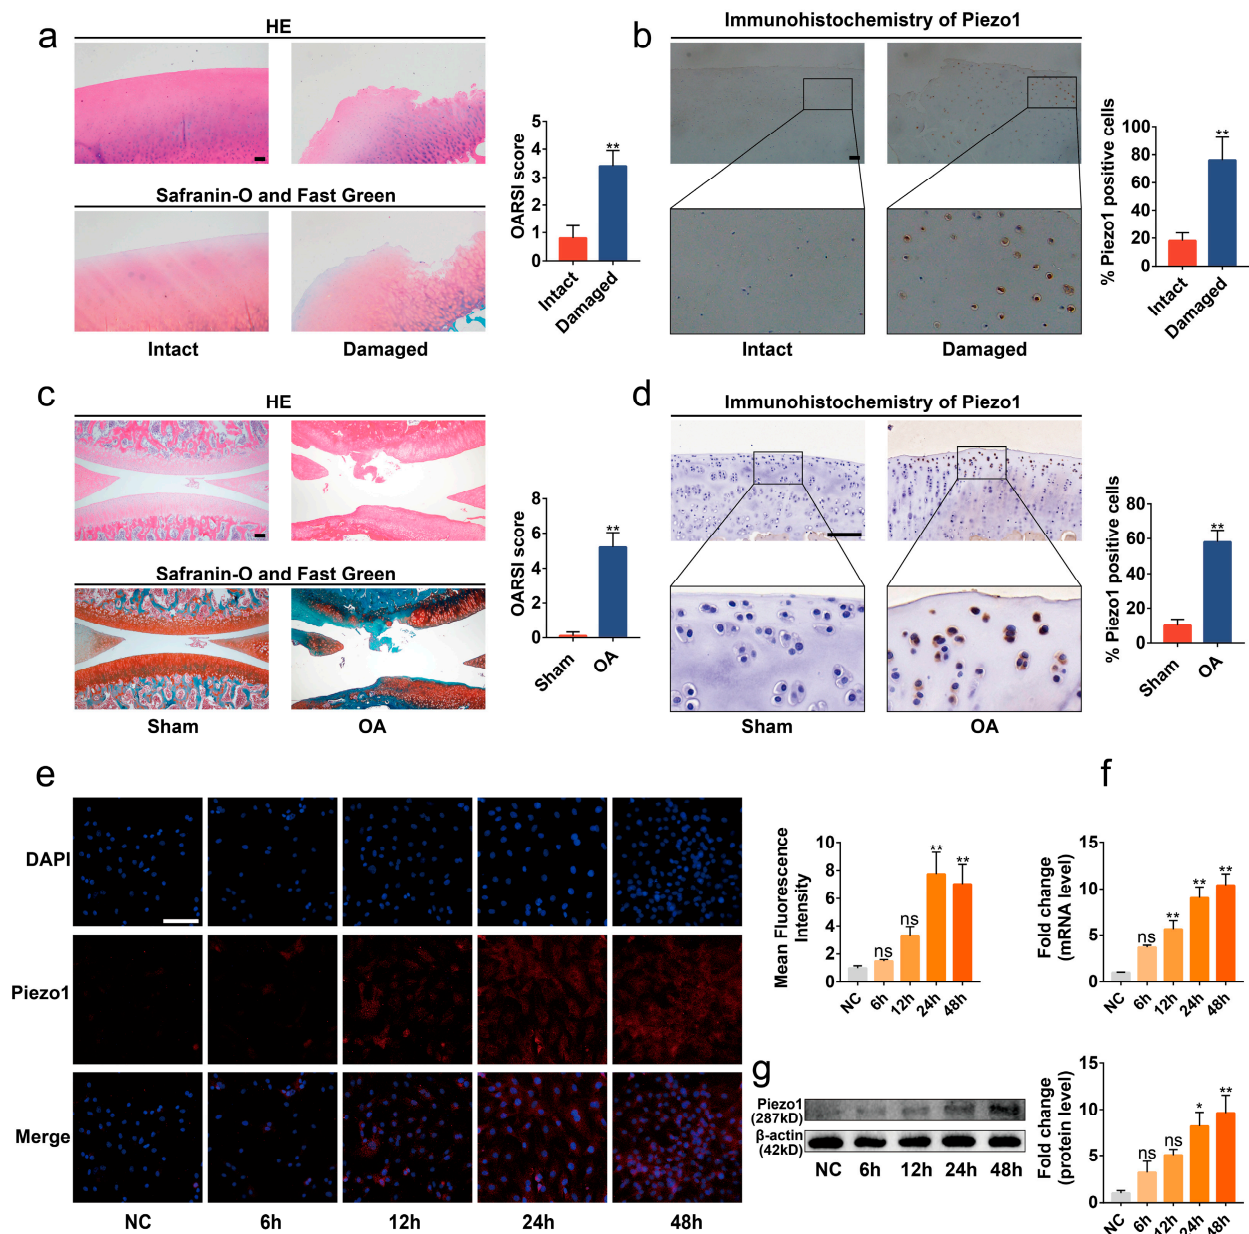 a
HE
Safranin-O and Fast Green
Intact
Damaged
OARSI score
5
4
3
2
1
0
**
Intact
Damaged
b
Immunohistochemistry of Piezo1
Intact
Damaged
% Piezo1 positive cells
100
80
60
40
20
0
**
Intact
Damaged
c
HE
Safranin-O and Fast Green
Sham
OA
OARSI score
8
6
4
2
0
**
Sham
OA
d
Immunohistochemistry of Piezo1
Sham
OA
% Piezo1 positive cells
80
60
40
20
0
**
Sham
OA
e
DAPI
Piezo1
Merge
NC
6h
12h
24h
48h
Mean Fluorescence
Intensity
10
8
6
4
2
0
ns
ns
**
**
NC
6h
12h
24h
48h
f
Fold change
(mRNA level)
15
10
5
0
ns
**
**
**
NC
6h
12h
24h
48h
g
Piezo1
(287kD)
β-actin
(42kD)
NC
6h
12h
24h
48h
Fold change
(protein level)
15
10
5
0
ns
ns
*
**
NC
6h
12h
24h
48h